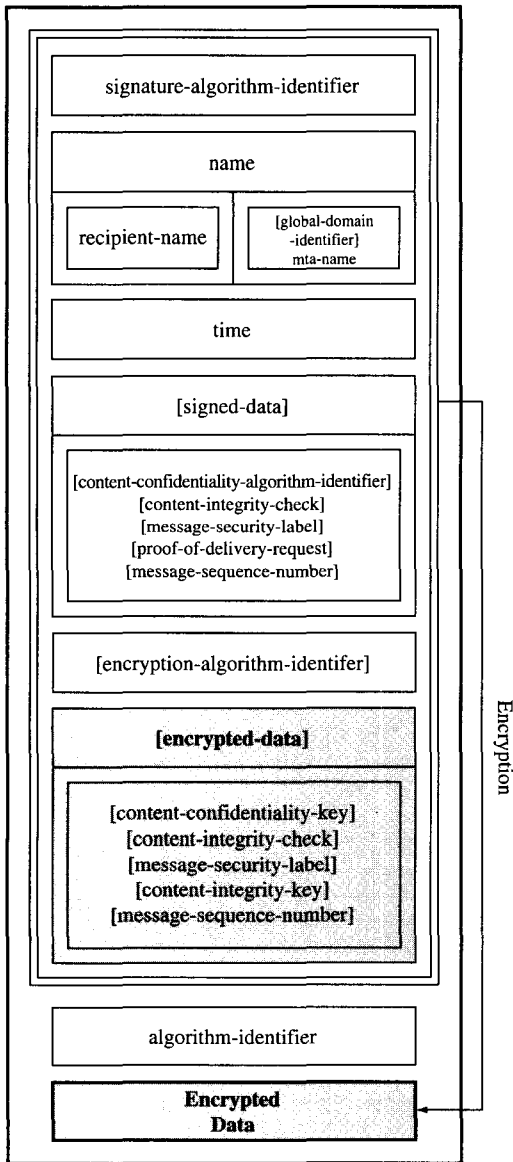 signature-algorithm-identifier
name
recipient-name
[global-domain
-identifier]
mta-name
time
[signed-data]
[content-confidentiality-algorithm-identifier]
[content-integrity-check]
[message-security-label]
[proof-of-delivery-request]
[message-sequence-number]
[encryption-algorithm-identifer]
[encrypted-data]
[content-confidentiality-key]
[content-integrity-check]
[message-security-label]
[content-integrity-key]
[message-sequence-number]
Encryption
algorithm-identifier
Encrypted
Data